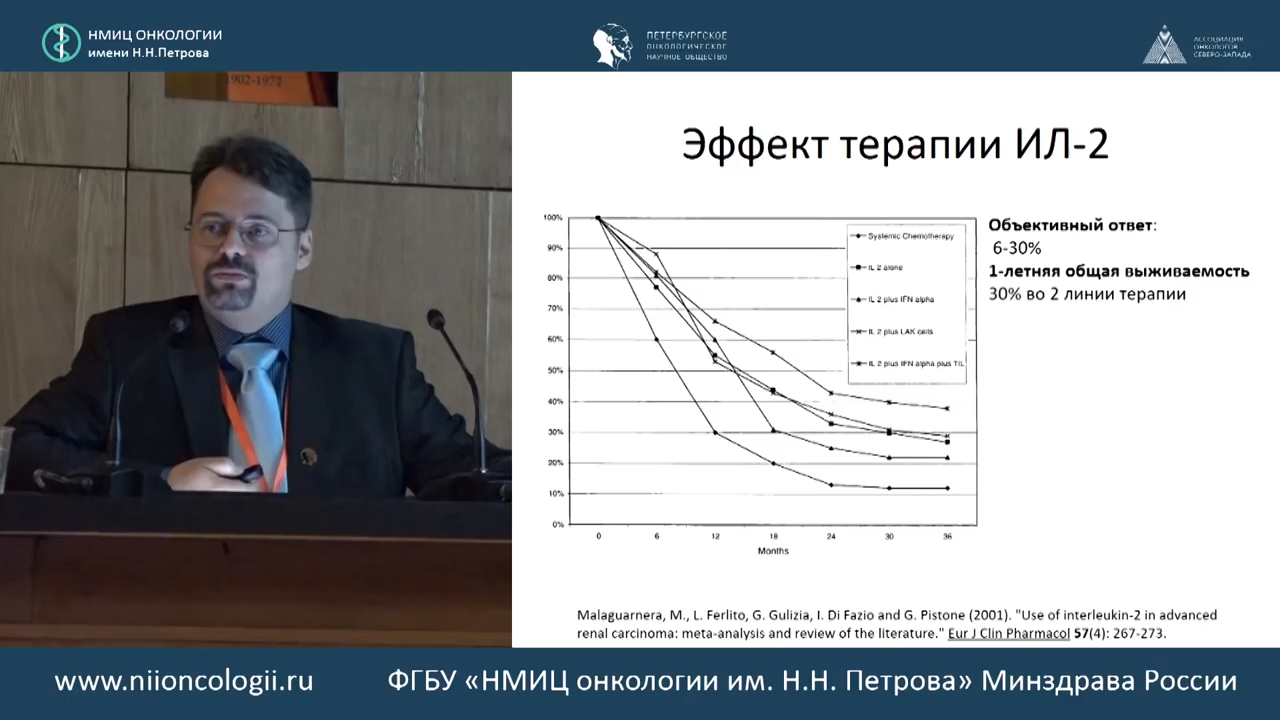 НМИЦ ОНКОЛОГИИ
имени Н.Н.Петрова
ПЕТЕРБУРГСКОЕ
ОНКОЛОГИЧЕСКОЕ
НАУЧНОЕ ОБЩЕСТВО
АССОЦИАЦИЯ
ОНКОЛОГОВ
СЕВЕРО-ЗАПАДА
902-1972
Эффект терапии ИЛ-2
100%
90%
80%
70%
60%
50%
40%
30%
20%
10%
0%
Systemic Chemotherapy
IL 2 alone
IL 2 plus IFN alpha
IL 2 plus LAK cells
IL 2 plus IFN alpha plus TIL
0 6 12 18 24 30 36
Months
Объективный ответ:
6-30%
1-летняя общая выживаемость
30% во 2 линии терапии
Malaguarnera, M., L. Ferlito, G. Gulizia, I. Di Fazio and G. Pistone (2001). "Use of interleukin-2 in advanced
renal carcinoma: meta-analysis and review of the literature." Eur J Clin Pharmacol 57(4): 267-273.
www.niioncologii.ru
ФГБУ «НМИЦ онкологии им. Н.Н. Петрова» Минздрава России